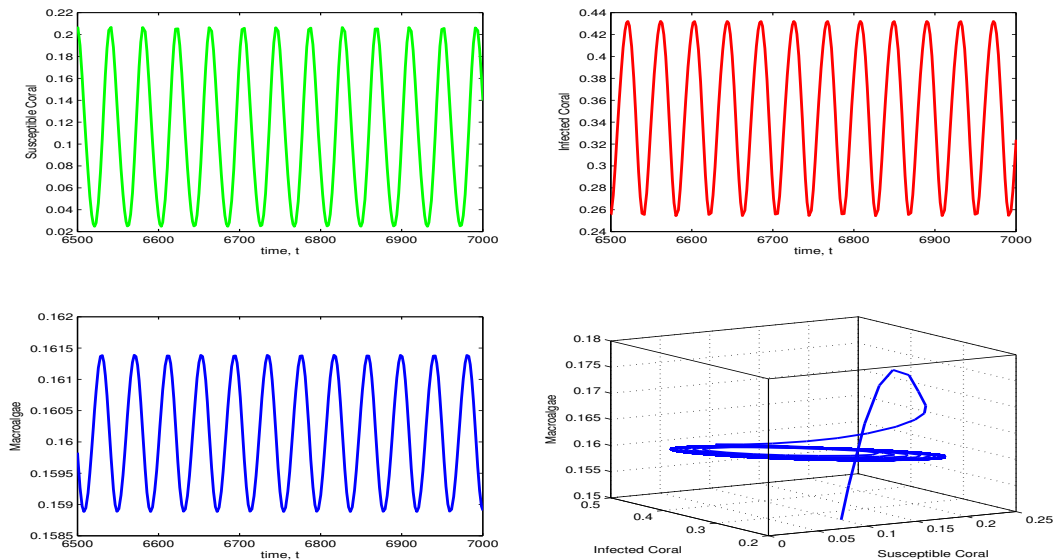 0.22
0.2
0.18
0.16
0.14
0.12
0.1
0.08
0.06
0.04
0.02
Susceptible Coral
6500 6600 6700 6800 6900 7000
time, t
0.44
0.42
0.4
0.38
0.36
0.34
0.32
0.3
0.28
0.26
0.24
Infected Coral
6500 6600 6700 6800 6900 7000
time, t
0.162
0.1615
0.161
0.1605
0.16
0.1595
0.159
0.1585
Macroalgae
6500 6600 6700 6800 6900 7000
time, t
0.18
0.175
0.17
0.165
0.16
0.155
0.15
Macroalgae
0.5 0.4 0.3 0.2
Infected Coral
0 0.05 0.1 0.15 0.2 0.25
Susceptible Coral